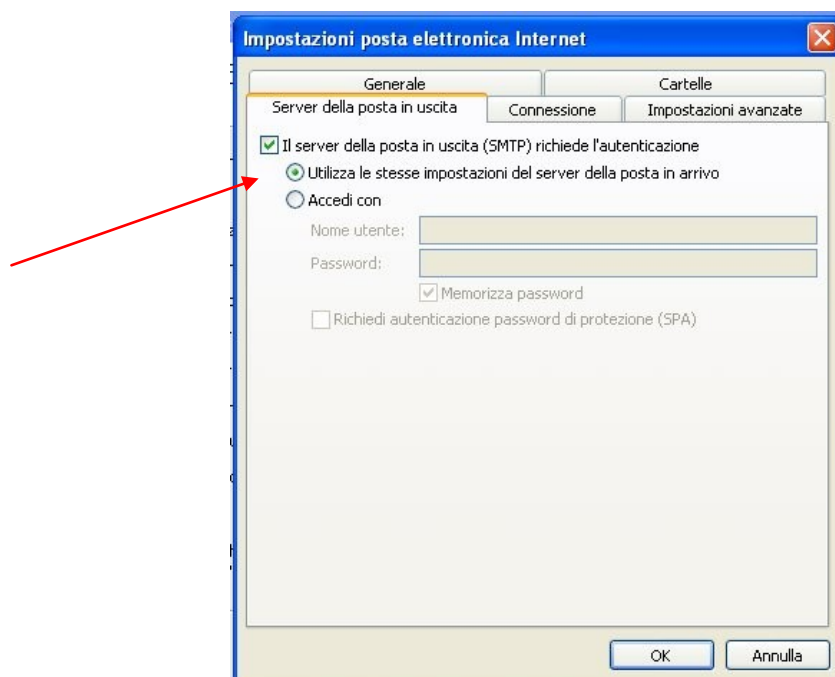 Impostazioni posta elettronica Internet
Generale
Cartelle
Server della posta in uscita
Connessione
Impostazioni avanzate
Il server della posta in uscita (SMTP) richiede l'autenticazione
Utilizza le stesse impostazioni del server della posta in arrivo
Accedi con
Nome utente:
Password:
Memorizza password
Richiedi autenticazione password di protezione (SPA)
OK
Annulla